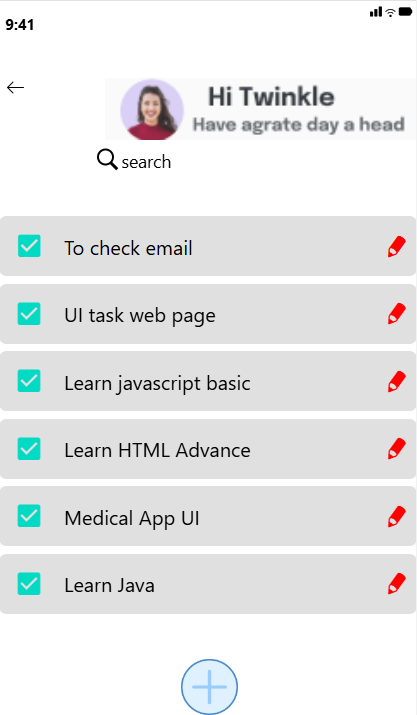 9:41
Hi Twinkle
Have agrate day a head
search
To check email
UI task web page
Learn javascript basic
Learn HTML Advance
Medical App UI
Learn Java